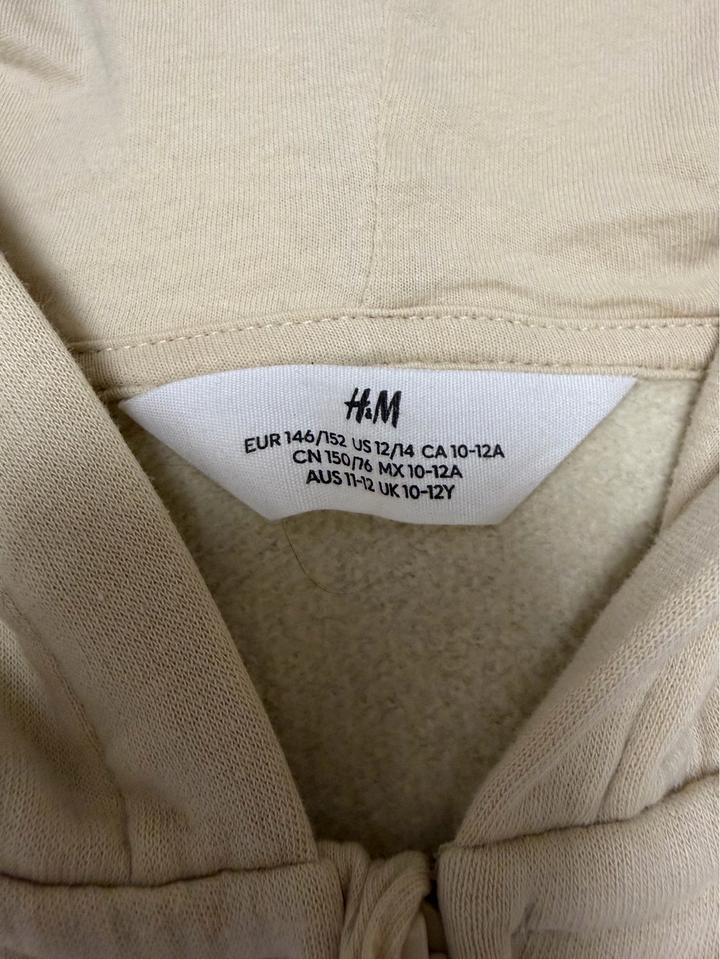 H&M
EUR 146/152 US 12/14 CA 10-12A
CN 150/76 MX 10-12A
AUS 11-12 UK 10-12Y